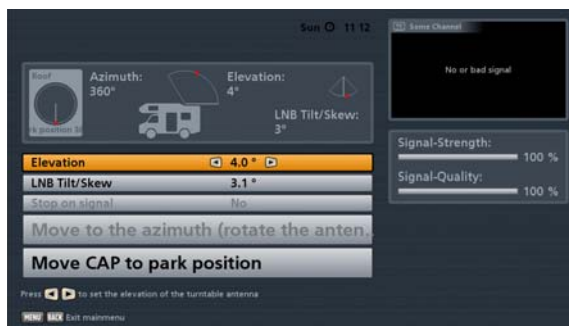 Sun 11:12
Some Channel
No or bad signal
Roof
Azimuth:
360°
Elevation:
4°
LNB Tilt/Skew:
3°
k position 36
Signal-Strength:
100 %
Signal-Quality:
100 %
Elevation 4.0 °
LNB Tilt/Skew 3.1 °
Stop on signal No
Move to the azimuth (rotate the anten..
Move CAP to park position
Press to set the elevation of the turntable antenna
MENU BACK Exit mainmenu